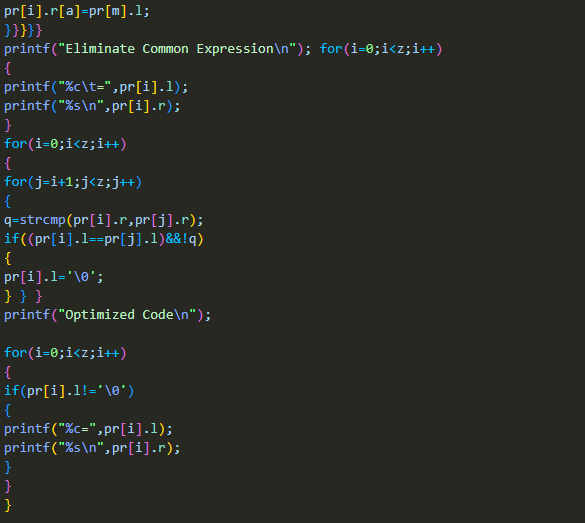 pr[i].r[a]=pr[m].l;
}}}}}
printf("Eliminate Common Expression\n"); for(i=0;i<z;i++)
{
printf("%c\t=",pr[i].l);
printf("%s\n",pr[i].r);
}
for(i=0;i<z;i++)
{
for(j=i+1;j<z;j++)
{
q=strcmp(pr[i].r,pr[j].r);
if((pr[i].l==pr[j].l)&&!q)
{
pr[i].l='\0';
} } }
printf("Optimized Code\n");
for(i=0;i<z;i++)
{
if(pr[i].l!='\0')
{
printf("%c=",pr[i].l);
printf("%s\n",pr[i].r);
}
}
}